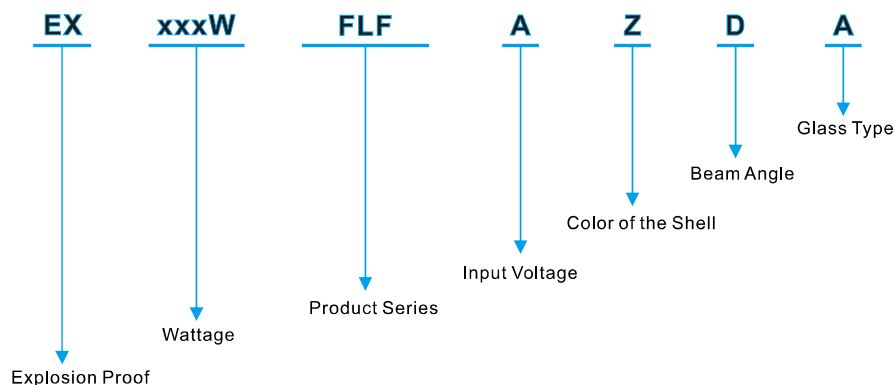 EX xxxW FLF A Z D A
Glass Type
Beam Angle
Color of the Shell
Input Voltage
Product Series
Wattage
Explosion Proof